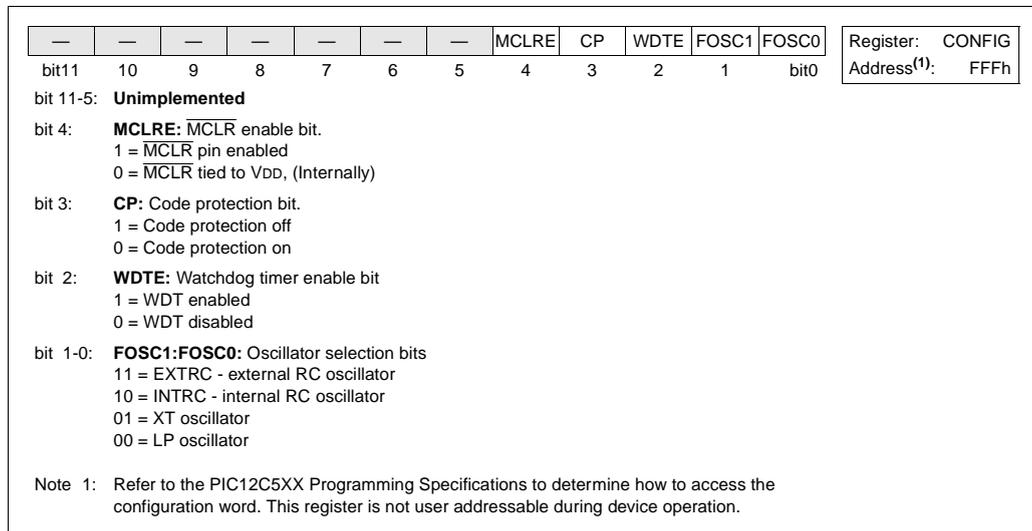 — — — — — — — MCLRE CP WDTE FOSC1 FOSC0
bit11 10 9 8 7 6 5 4 3 2 1 bit0
Register: CONFIG
Address(1): FFFh
bit 11-5: Unimplemented
bit 4: MCLRE: MCLR enable bit.
1 = MCLR pin enabled
0 = MCLR tied to VDD, (Internally)
bit 3: CP: Code protection bit.
1 = Code protection off
0 = Code protection on
bit 2: WDTE: Watchdog timer enable bit
1 = WDT enabled
0 = WDT disabled
bit 1-0: FOSC1:FOSC0: Oscillator selection bits
11 = EXTRC - external RC oscillator
10 = INTRC - internal RC oscillator
01 = XT oscillator
00 = LP oscillator
Note 1: Refer to the PIC12C5XX Programming Specifications to determine how to access the
configuration word. This register is not user addressable during device operation.